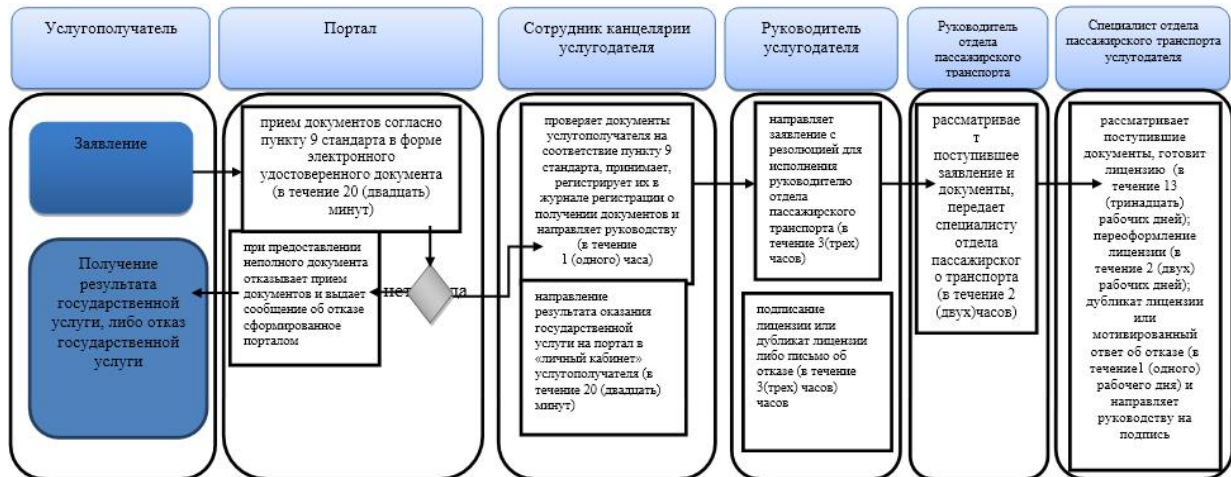 Услугополучатель
Портал
Сотрудник канцелярии
услугодателя
Руководитель
услугодателя
Руководитель
отдела
пассажирского
транспорта
Специалист отдела
пассажирского транспорта
услугодателя
Заявление
Получение
результата
государственной
услуги, либо отказ
государственной
услуги
прием документов согласно
пункту 9 стандарта в форме
электронного
удостоверенного документа
(в течение 20 (двадцать)
минут)
при предоставлении
неполного документа
отказывает прием
документов и выдает
сообщение об отказе
сформированное
порталом
нет
да
проверяет документы
услугополучателя на
соответствие пункту 9
стандарта, принимает,
регистрирует их в
журнале регистрации о
получении документов и
направляет руководству
(в течение
1 (одного) часа)
направление
результата оказания
государственной
услуги на портал в
«личный кабинет»
услугополучателя (в
течение 20 (двадцать)
минут)
направляет
заявление с
резолюцией для
исполнения
руководителю
отдела
пассажирского
транспорта (в
течение 3(трех)
часов)
подписание
лицензии или
дубликат лицензии
либо письмо об
отказе (в течение
3(трех) часов)
часов
рассматривае
т
поступившее
заявление и
документы,
передает
специалисту
отдела
пассажирског
о транспорта
(в течение 2
(двух)часов)
рассматривает
поступившие
документы, готовит
лицензию (в
течение 13
(тринадцать)
рабочих дней);
переоформление
лицензии (в
течение 2 (двух)
рабочих дней);
дубликат лицензии
или
мотивированный
ответ об отказе (в
течение1 (одного)
рабочего дня) и
направляет
руководству на
подпись